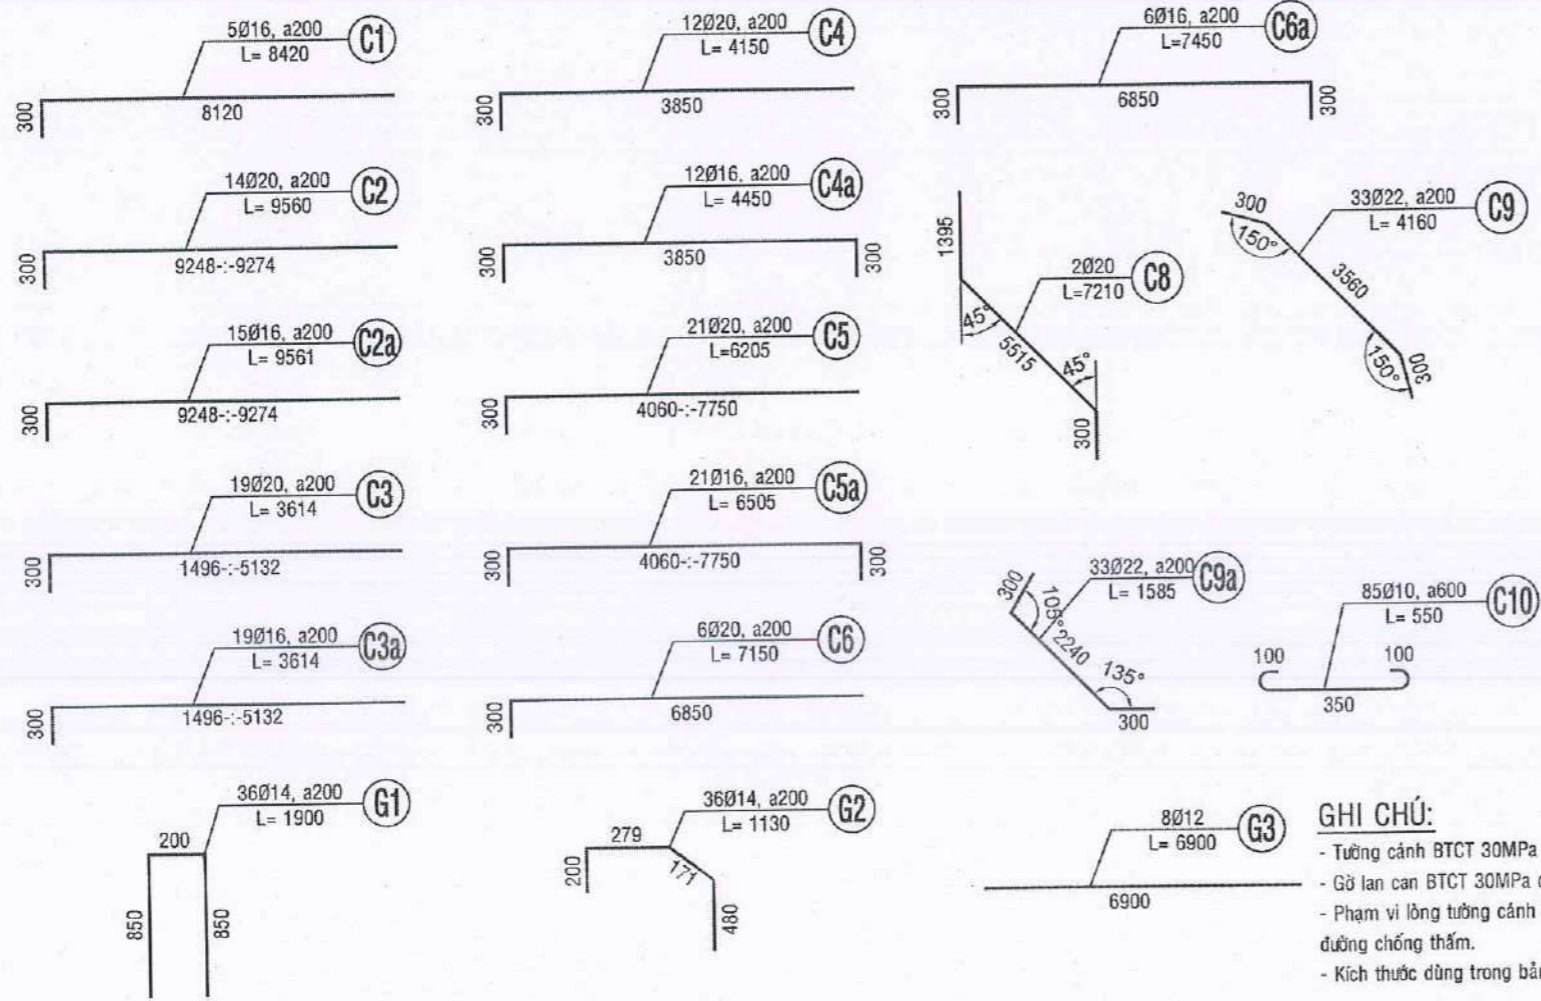 5Ø16, a200
L= 8420
C1
300
8120
12Ø20, a200
L= 4150
C4
300
3850
6Ø16, a200
L=7450
C6a
300
6850
300
14Ø20, a200
L= 9560
C2
300
9248-:-9274
12Ø16, a200
L= 4450
C4a
300
3850
300
1395
45°
5515
45°
300
2Ø20
L=7210
C8
300
150°
3560
150°
300
33Ø22, a200
L= 4160
C9
15Ø16, a200
L= 9561
C2a
300
9248-:-9274
21Ø20, a200
L=6205
C5
300
4060-:-7750
19Ø20, a200
L= 3614
C3
300
1496-:-5132
21Ø16, a200
L= 6505
C5a
300
4060-:-7750
300
33Ø22, a200
L= 1585
C9a
300
105°
2240
135°
300
85Ø10, a600
L= 550
C10
100
100
350
19Ø16, a200
L= 3614
C3a
300
1496-:-5132
6Ø20, a200
L= 7150
C6
300
6850
36Ø14, a200
L= 1900
G1
200
850
850
36Ø14, a200
L= 1130
G2
279
200
171
480
8Ø12
L= 6900
G3
6900
GHI CHÚ:
- Tường cánh BTCT 30MPa
- Gờ lan can BTCT 30MPa
- Phạm vi lòng tường cánh
đường chống thấm.
- Kích thước dùng trong